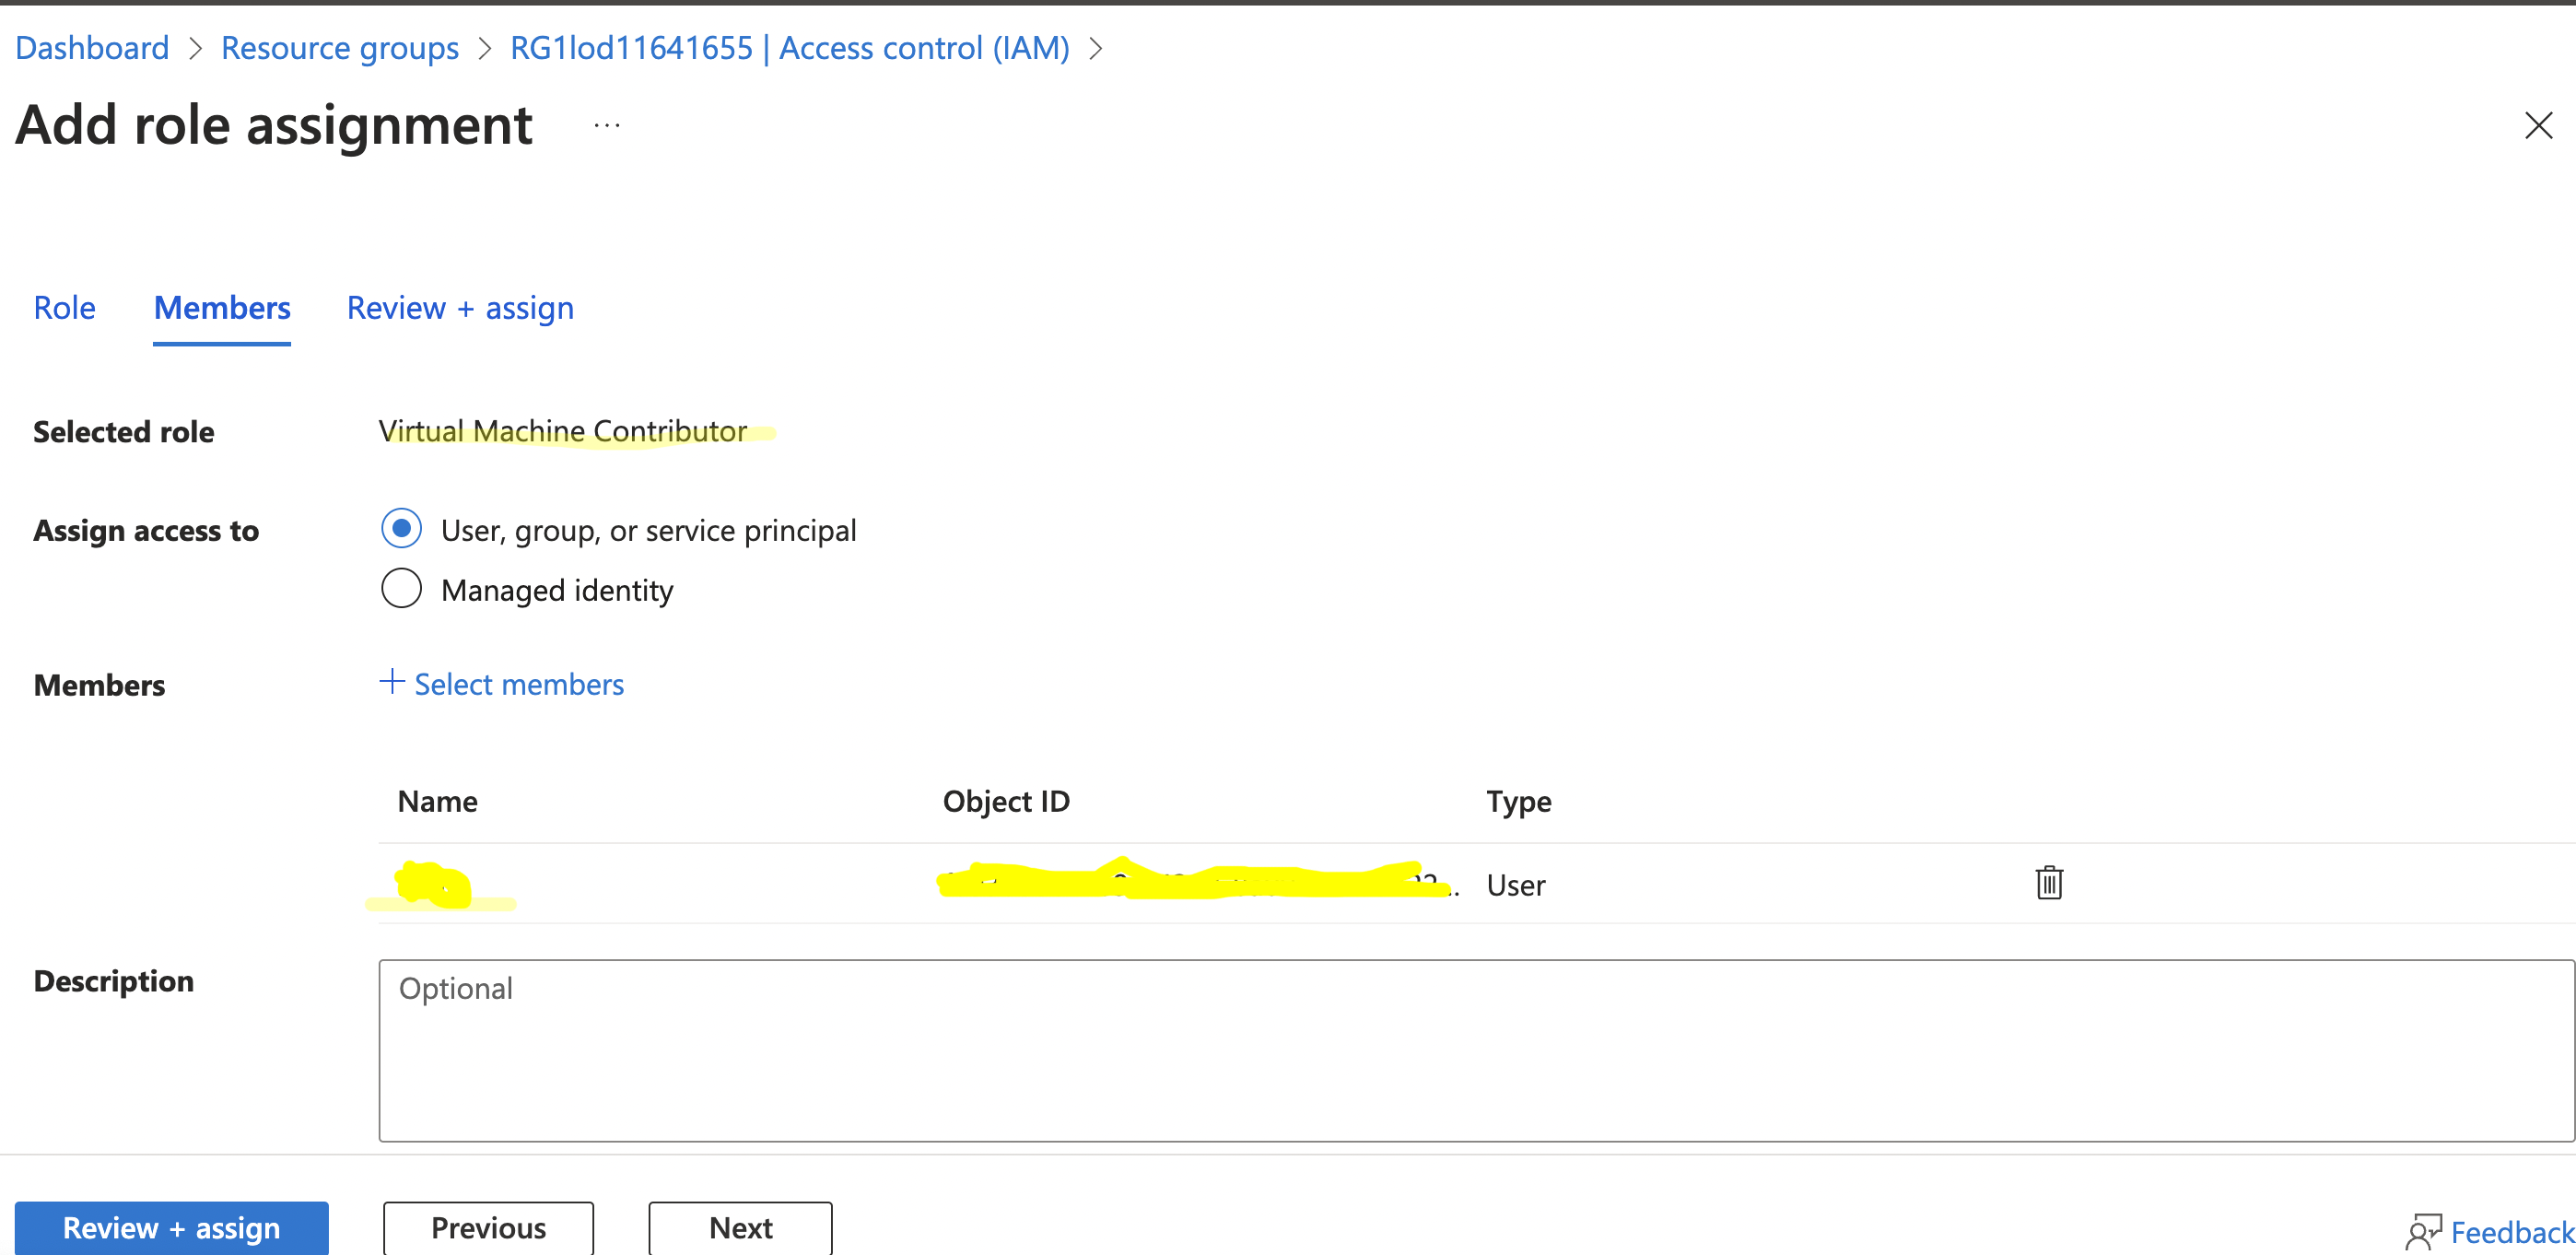 Dashboard > Resource groups > RG1lod11641655 | Access control (IAM) >
Add role assignment ...
Role Members Review + assign
Selected role Virtual Machine Contributor
Assign access to User, group, or service principal
Managed identity
Members + Select members
Name Object ID Type
User
Description Optional
Review + assign Previous Next Feedback